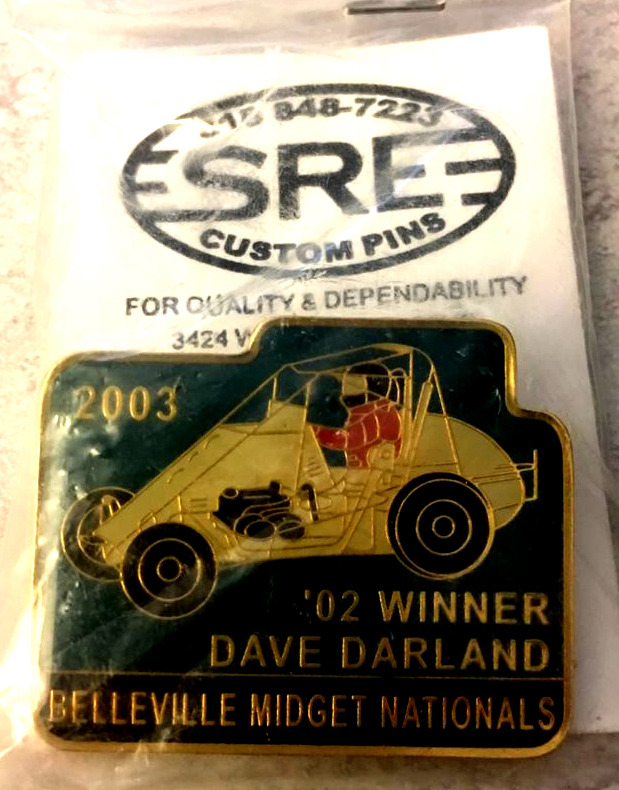 848-7223
SRE
CUSTOM PINS
FOR QUALITY & DEPENDABILITY
3424
2003
'02 WINNER
DAVE DARLAND
BELLEVILLE MIDGET NATIONALS